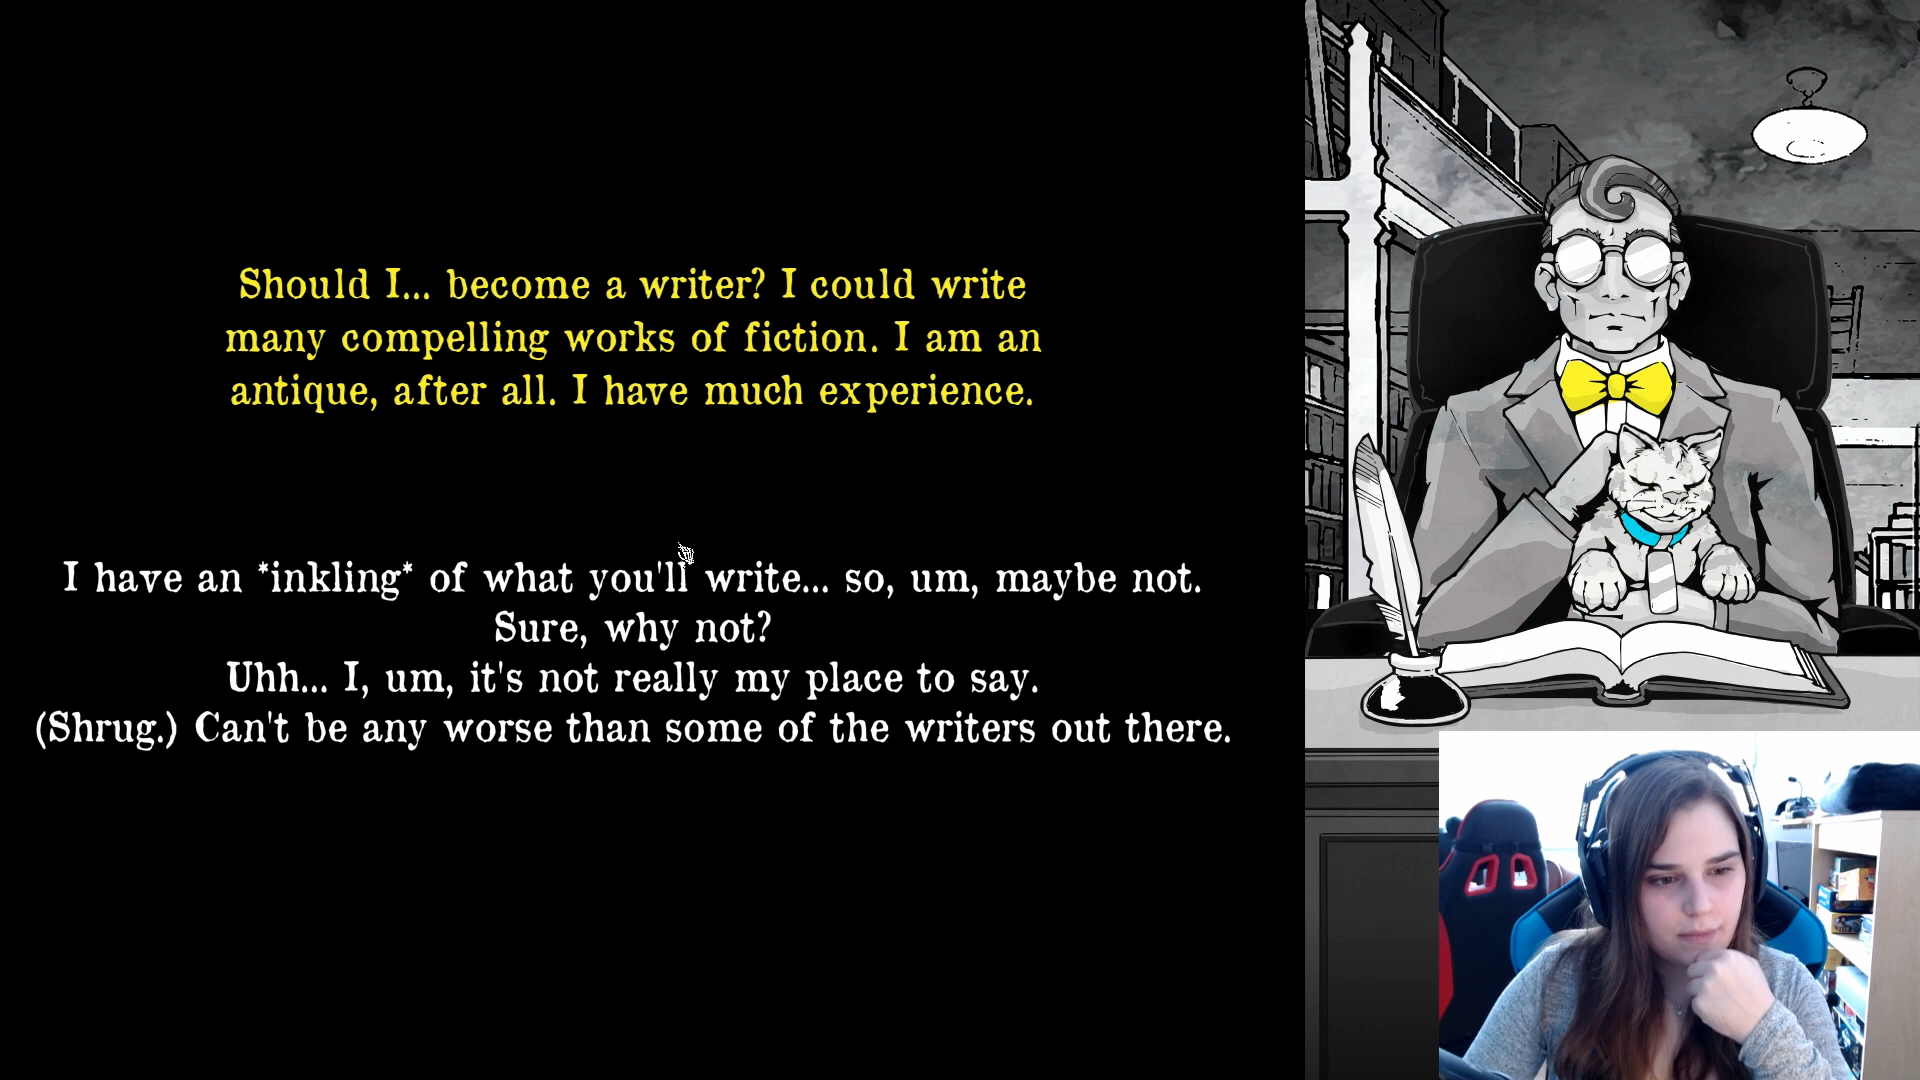 Should I... become a writer? I could write
many compelling works of fiction. I am an
antique, after all. I have much experience.
I have an *inkling* of what you'll write... so, um, maybe not.
Sure, why not?
Uhh... I, um, it's not really my place to say.
(Shrug.) Can't be any worse than some of the writers out there.